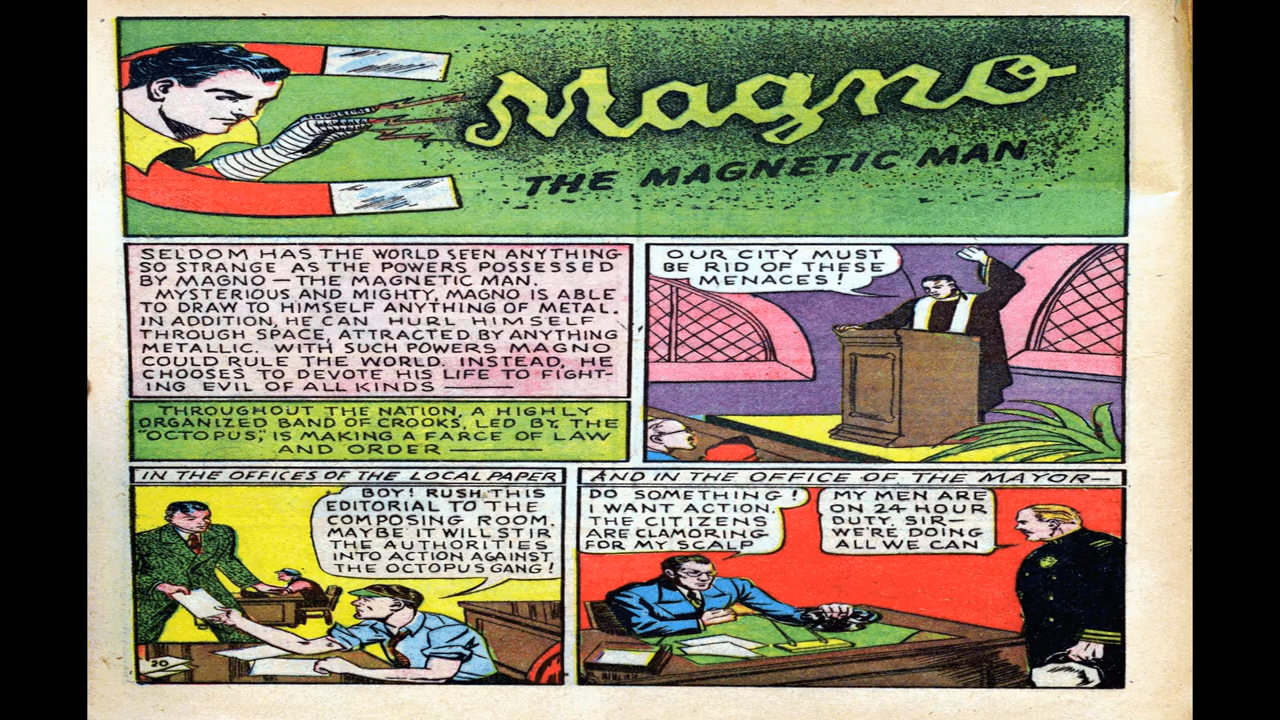 Magno
THE MAGNETIC MAN
SELDOM HAS THE WORLD SEEN ANYTHING
SO STRANGE AS THE POWERS POSSESSED
BY MAGNO — THE MAGNETIC MAN.
MYSTERIOUS AND MIGHTY, MAGNO IS ABLE
TO DRAW TO HIMSELF ANYTHING OF METAL.
IN ADDITION, HE CAN HURL HIMSELF
THROUGH SPACE, ATTRACTED BY ANYTHING
METALLIC. WITH SUCH POWERS MAGNO
COULD RULE THE WORLD. INSTEAD, HE
CHOOSES TO DEVOTE HIS LIFE TO FIGHT-
ING EVIL OF ALL KINDS ———
THROUGHOUT THE NATION, A HIGHLY
ORGANIZED BAND OF CROOKS, LED BY THE
"OCTOPUS," IS MAKING A FARCE OF LAW
AND ORDER ———
OUR CITY MUST
BE RID OF THESE
MENACES!
IN THE OFFICES OF THE LOCAL PAPER
BOY! RUSH THIS
EDITORIAL TO THE
COMPOSING ROOM.
MAYBE IT WILL STIR
THE AUTHORITIES
INTO ACTION AGAINST
THE OCTOPUS GANG!
20
AND IN THE OFFICE OF THE MAYOR—
DO SOMETHING!
I WANT ACTION.
THE CITIZENS
ARE CLAMORING
FOR MY SCALP
MY MEN ARE
ON 24 HOUR
DUTY, SIR—
WE'RE DOING
ALL WE CAN